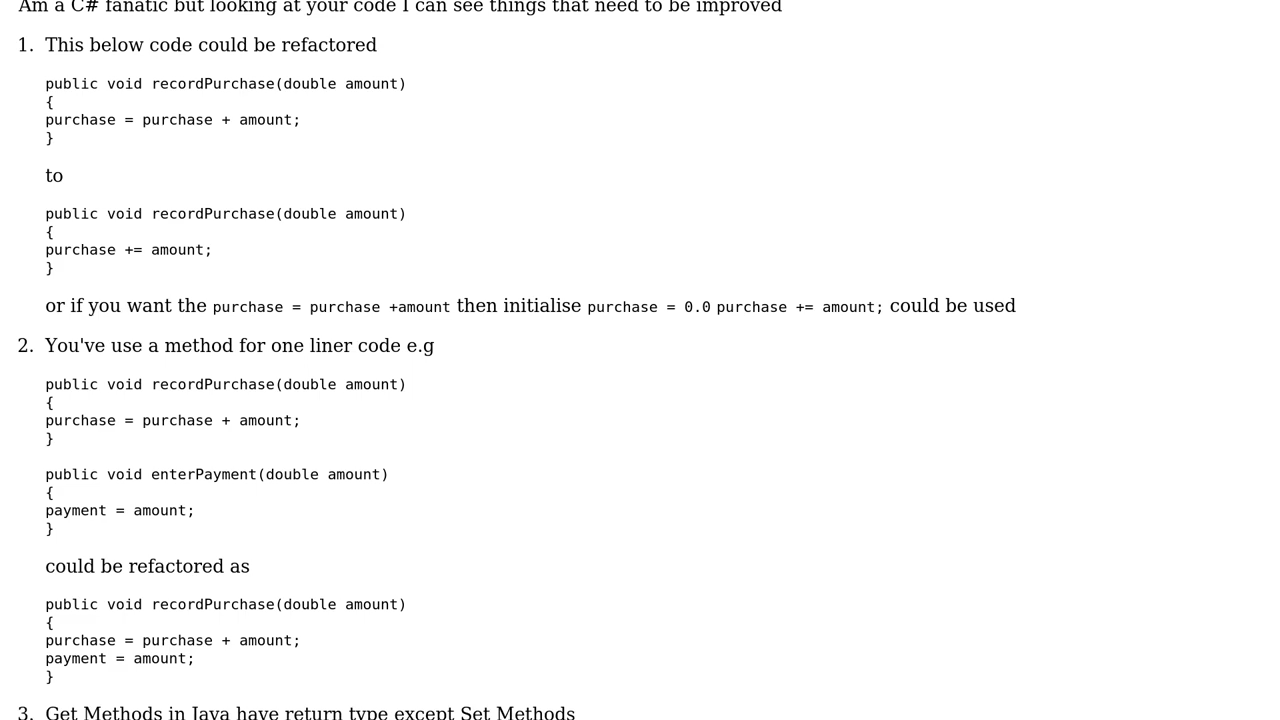 Am a C# fanatic but looking at your code I can see things that need to be improved
1. This below code could be refactored
public void recordPurchase(double amount)
{
purchase = purchase + amount;
}
to
public void recordPurchase(double amount)
{
purchase += amount;
}
or if you want the purchase = purchase +amount then initialise purchase = 0.0 purchase += amount; could be used
2. You've use a method for one liner code e.g
public void recordPurchase(double amount)
{
purchase = purchase + amount;
}
public void enterPayment(double amount)
{
payment = amount;
}
could be refactored as
public void recordPurchase(double amount)
{
purchase = purchase + amount;
payment = amount;
}
3. Get Methods in Java have return type except Set Methods